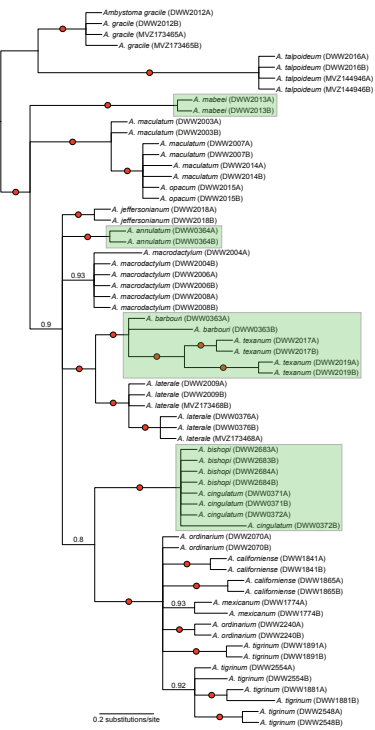 Ambystoma gracile (DWW2012A)
A. gracile (DWW2012B)
A. gracile (MVZ173465A)
A. gracile (MVZ173465B)
A. talpoideum (DWW2016A)
A. talpoideum (DWW2016B)
A. talpoideum (MVZ144946A)
A. talpoideum (MVZ144946B)
A. mabeei (DWW2013A)
A. mabeei (DWW2013B)
A. maculatum (DWW2003A)
A. maculatum (DWW2003B)
A. maculatum (DWW2007A)
A. maculatum (DWW2007B)
A. maculatum (DWW2014A)
A. maculatum (DWW2014B)
A. opacum (DWW2015A)
A. opacum (DWW2015B)
A. jeffersonianum (DWW2018A)
A. jeffersonianum (DWW2018B)
A. annulatum (DWW0364A)
A. annulatum (DWW0364B)
A. macrodactylum (DWW2004A)
A. macrodactylum (DWW2004B)
0.93
A. macrodactylum (DWW2006A)
A. macrodactylum (DWW2006B)
A. macrodactylum (DWW2008A)
A. macrodactylum (DWW2008B)
A. barbouri (DWW0363A)
0.9
A. barbouri (DWW0363B)
A. texanum (DWW2017A)
A. texanum (DWW2017B)
A. texanum (DWW2019A)
A. texanum (DWW2019B)
A. laterale (DWW2009A)
A. laterale (DWW2009B)
A. laterale (MVZ173468B)
A. laterale (DWW0376A)
A. laterale (DWW0376B)
A. laterale (MVZ173468A)
A. bishopi (DWW2683A)
A. bishopi (DWW2683B)
A. bishopi (DWW2684A)
A. bishopi (DWW2684B)
A. cingulatum (DWW0371A)
A. cingulatum (DWW0371B)
A. cingulatum (DWW0372A)
A. cingulatum (DWW0372B)
A. ordinarium (DWW2070A)
0.8
A. ordinarium (DWW2070B)
A. californiense (DWW1841A)
A. californiense (DWW1841B)
A. californiense (DWW1865A)
A. californiense (DWW1865B)
0.93
A. mexicanum (DWW1774A)
A. mexicanum (DWW1774B)
A. ordinarium (DWW2240A)
A. ordinarium (DWW2240B)
A. tigrinum (DWW1891A)
A. tigrinum (DWW1891B)
A. tigrinum (DWW2554A)
A. tigrinum (DWW2554B)
0.92
A. tigrinum (DWW1881A)
A. tigrinum (DWW1881B)
A. tigrinum (DWW2548A)
A. tigrinum (DWW2548B)
0.2 substitutions/site